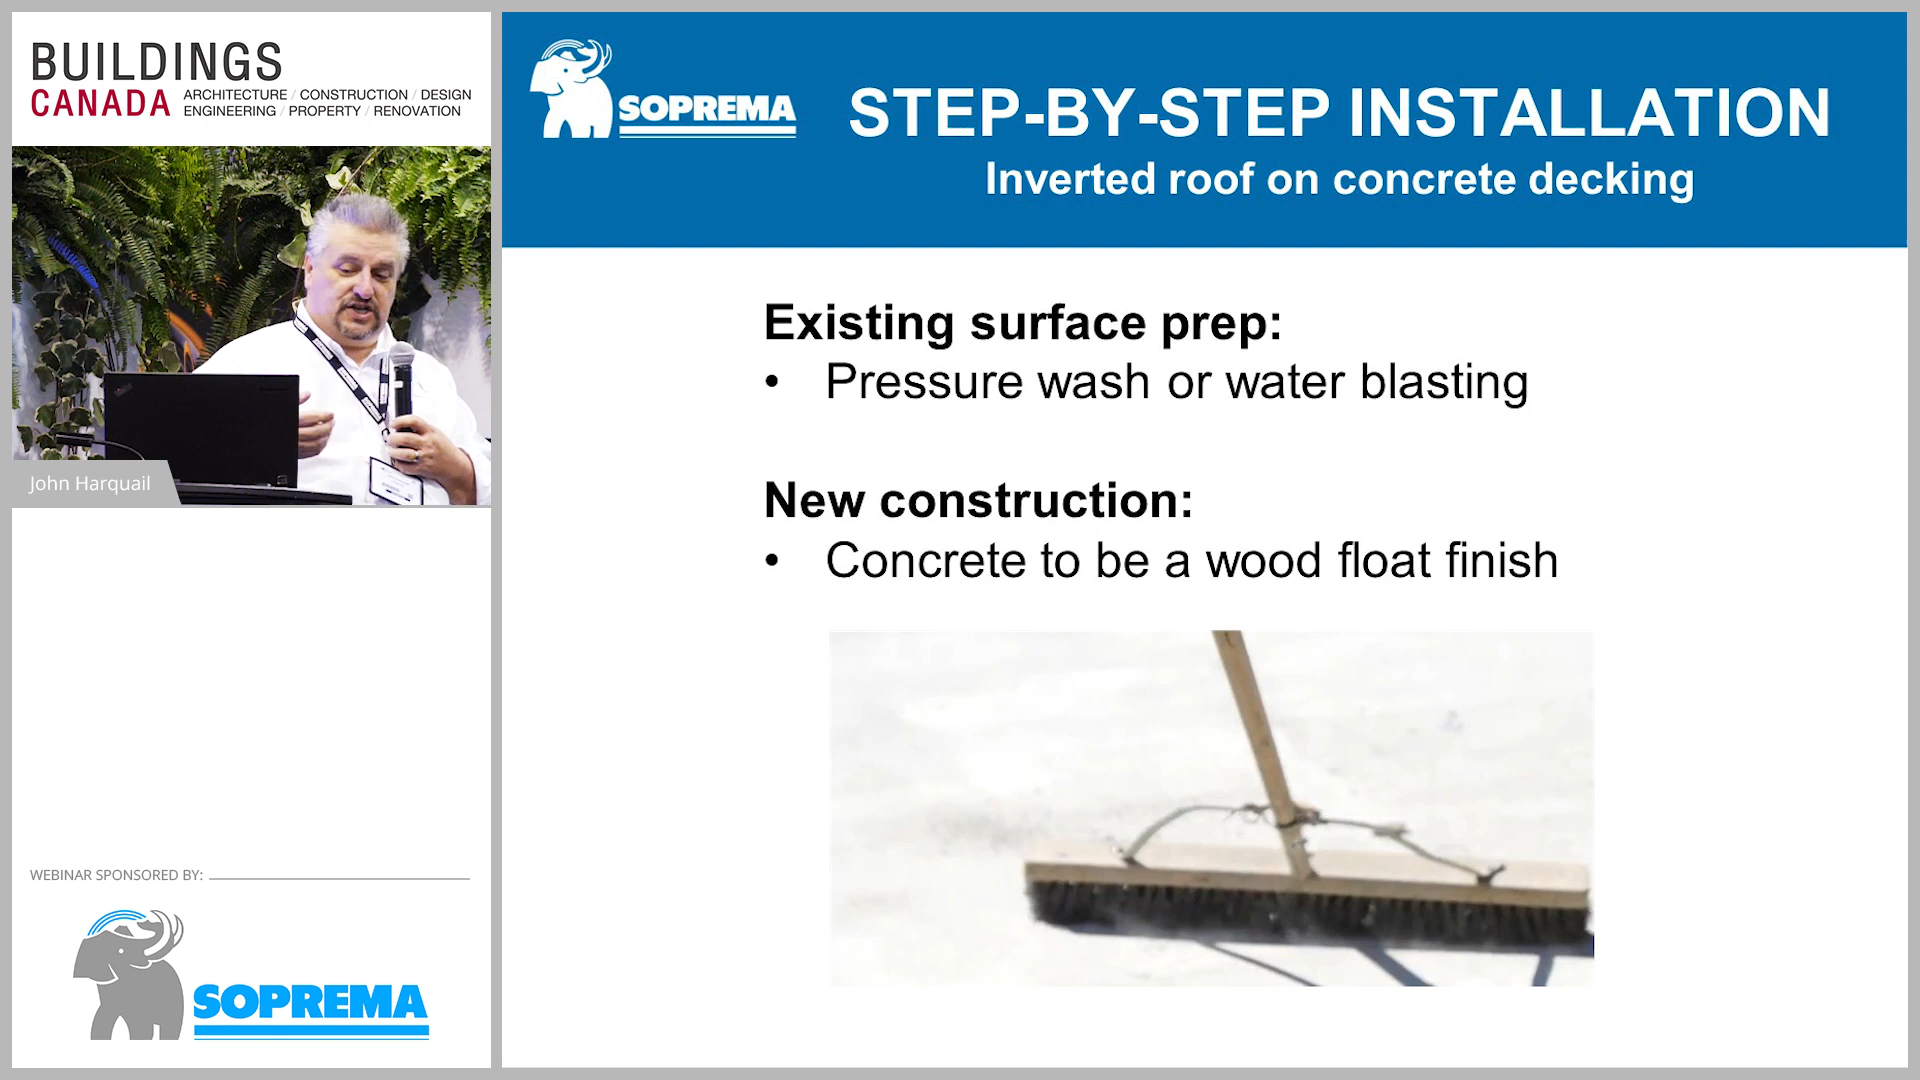 BUILDINGS
CANADA
ARCHITECTURE / CONSTRUCTION / DESIGN
ENGINEERING / PROPERTY / RENOVATION
John Harquail
WEBINAR SPONSORED BY:
SOPREMA
SOPREMA
STEP-BY-STEP INSTALLATION
Inverted roof on concrete decking
Existing surface prep:
• Pressure wash or water blasting
New construction:
• Concrete to be a wood float finish